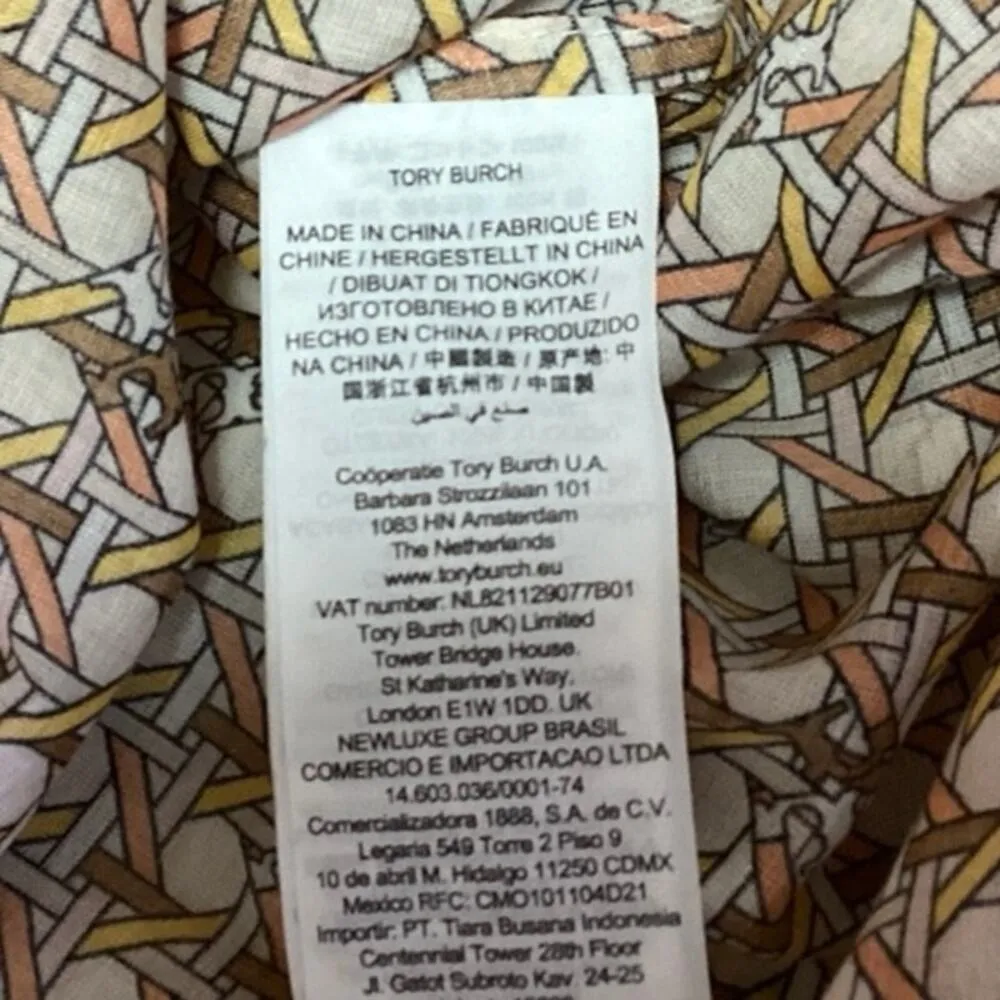 TORY BURCH
MADE IN CHINA / FABRIQUÉ EN
CHINE / HERGESTELLT IN CHINA
/ DIBUAT DI TIONGKOK /
ИЗГОТОВЛЕНО В КИТАЕ /
HECHO EN CHINA / PRODUZIDO
NA CHINA / 中國製造 / 原产地: 中
国浙江省杭州市 / 中国製
صنع في الصين
Coöperatie Tory Burch U.A.
Barbara Strozzilaan 101
1083 HN Amsterdam
The Netherlands
www.toryburch.eu
VAT number: NL821129077B01
Tory Burch (UK) Limited
Tower Bridge House.
St Katharine's Way.
London E1W 1DD. UK
NEWLUXE GROUP BRASIL
COMERCIO E IMPORTACAO LTDA
14.603.036/0001-74
Comercializadora 1888, S.A. de C.V.
Legaria 549 Torre 2 Piso 9
10 de abril M. Hidalgo 11250 CDMX
Mexico RFC: CMO101104D21
Importir: PT. Tiara Busana Indonesia
Centennial Tower 28th Floor
Jl. Gatot Subroto Kav. 24-25